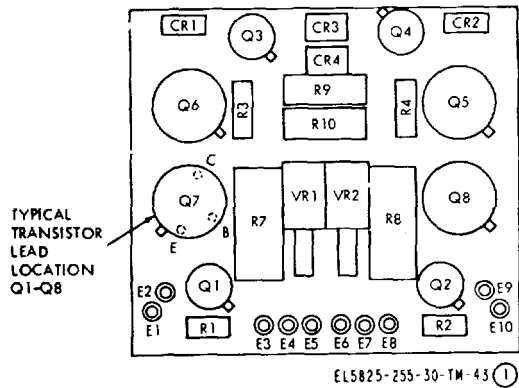 CR1 Q3 CR3 Q4 CR2
CR4
Q6 R3 R9 R4 Q5
R10
C
Q7 R7 VR1 VR2 R8 Q8
B
E
TYPICAL
TRANSISTOR
LEAD
LOCATION
Q1-Q8
E2 Q1 Q2 E9
E1 R1 E3 E4 E5 E6 E7 E8 R2 E10
EL5825-255-30-TM-43 1